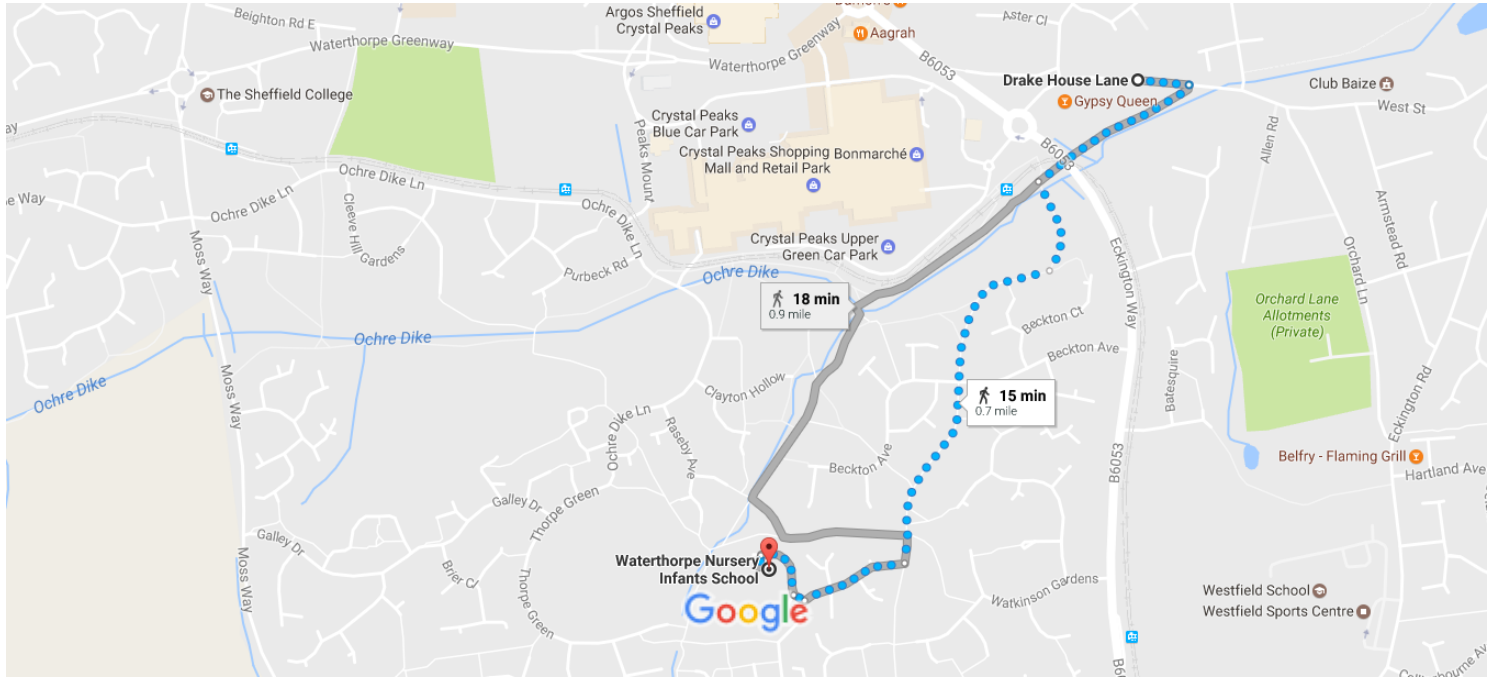 Beighton Rd E
Argos Sheffield
Crystal Peaks
Aster Cl
Waterthorpe Greenway
Waterthorpe Greenway
Aagrah
B6053
The Sheffield College
Drake House Lane
Gypsy Queen
Club Baize
West St
Crystal Peaks
Blue Car Park
Peaks Mount
Crystal Peaks Shopping
Mall and Retail Park
Bonmarché
B6053
Allen Rd
Ochre Dike Ln
Ochre Dike Ln
Cleeve Hill Gardens
Ochre Dike Ln
Moss Way
Armstead Rd
Orchard Ln
Crystal Peaks Upper
Green Car Park
Eckington Way
Purbeck Rd
Ochre Dike
18 min
0.9 mile
Orchard Lane
Allotments
(Private)
Beckton Ct
Ochre Dike
Beckton Ave
Ochre Dike
Moss Way
Clayton Hollow
15 min
0.7 mile
Batesquire
Eckington Rd
Ochre Dike Ln
Raseby Ave
Beckton Ave
B6053
Belfry - Flaming Grill
Hartland Ave
Galley Dr
Thorpe Green
Galley Dr
Moss Way
Brier Cl
Thorpe Green
Waterthorpe Nursery
Infants School
Google
Watkinson Gardens
Westfield School
Westfield Sports Centre
B6053